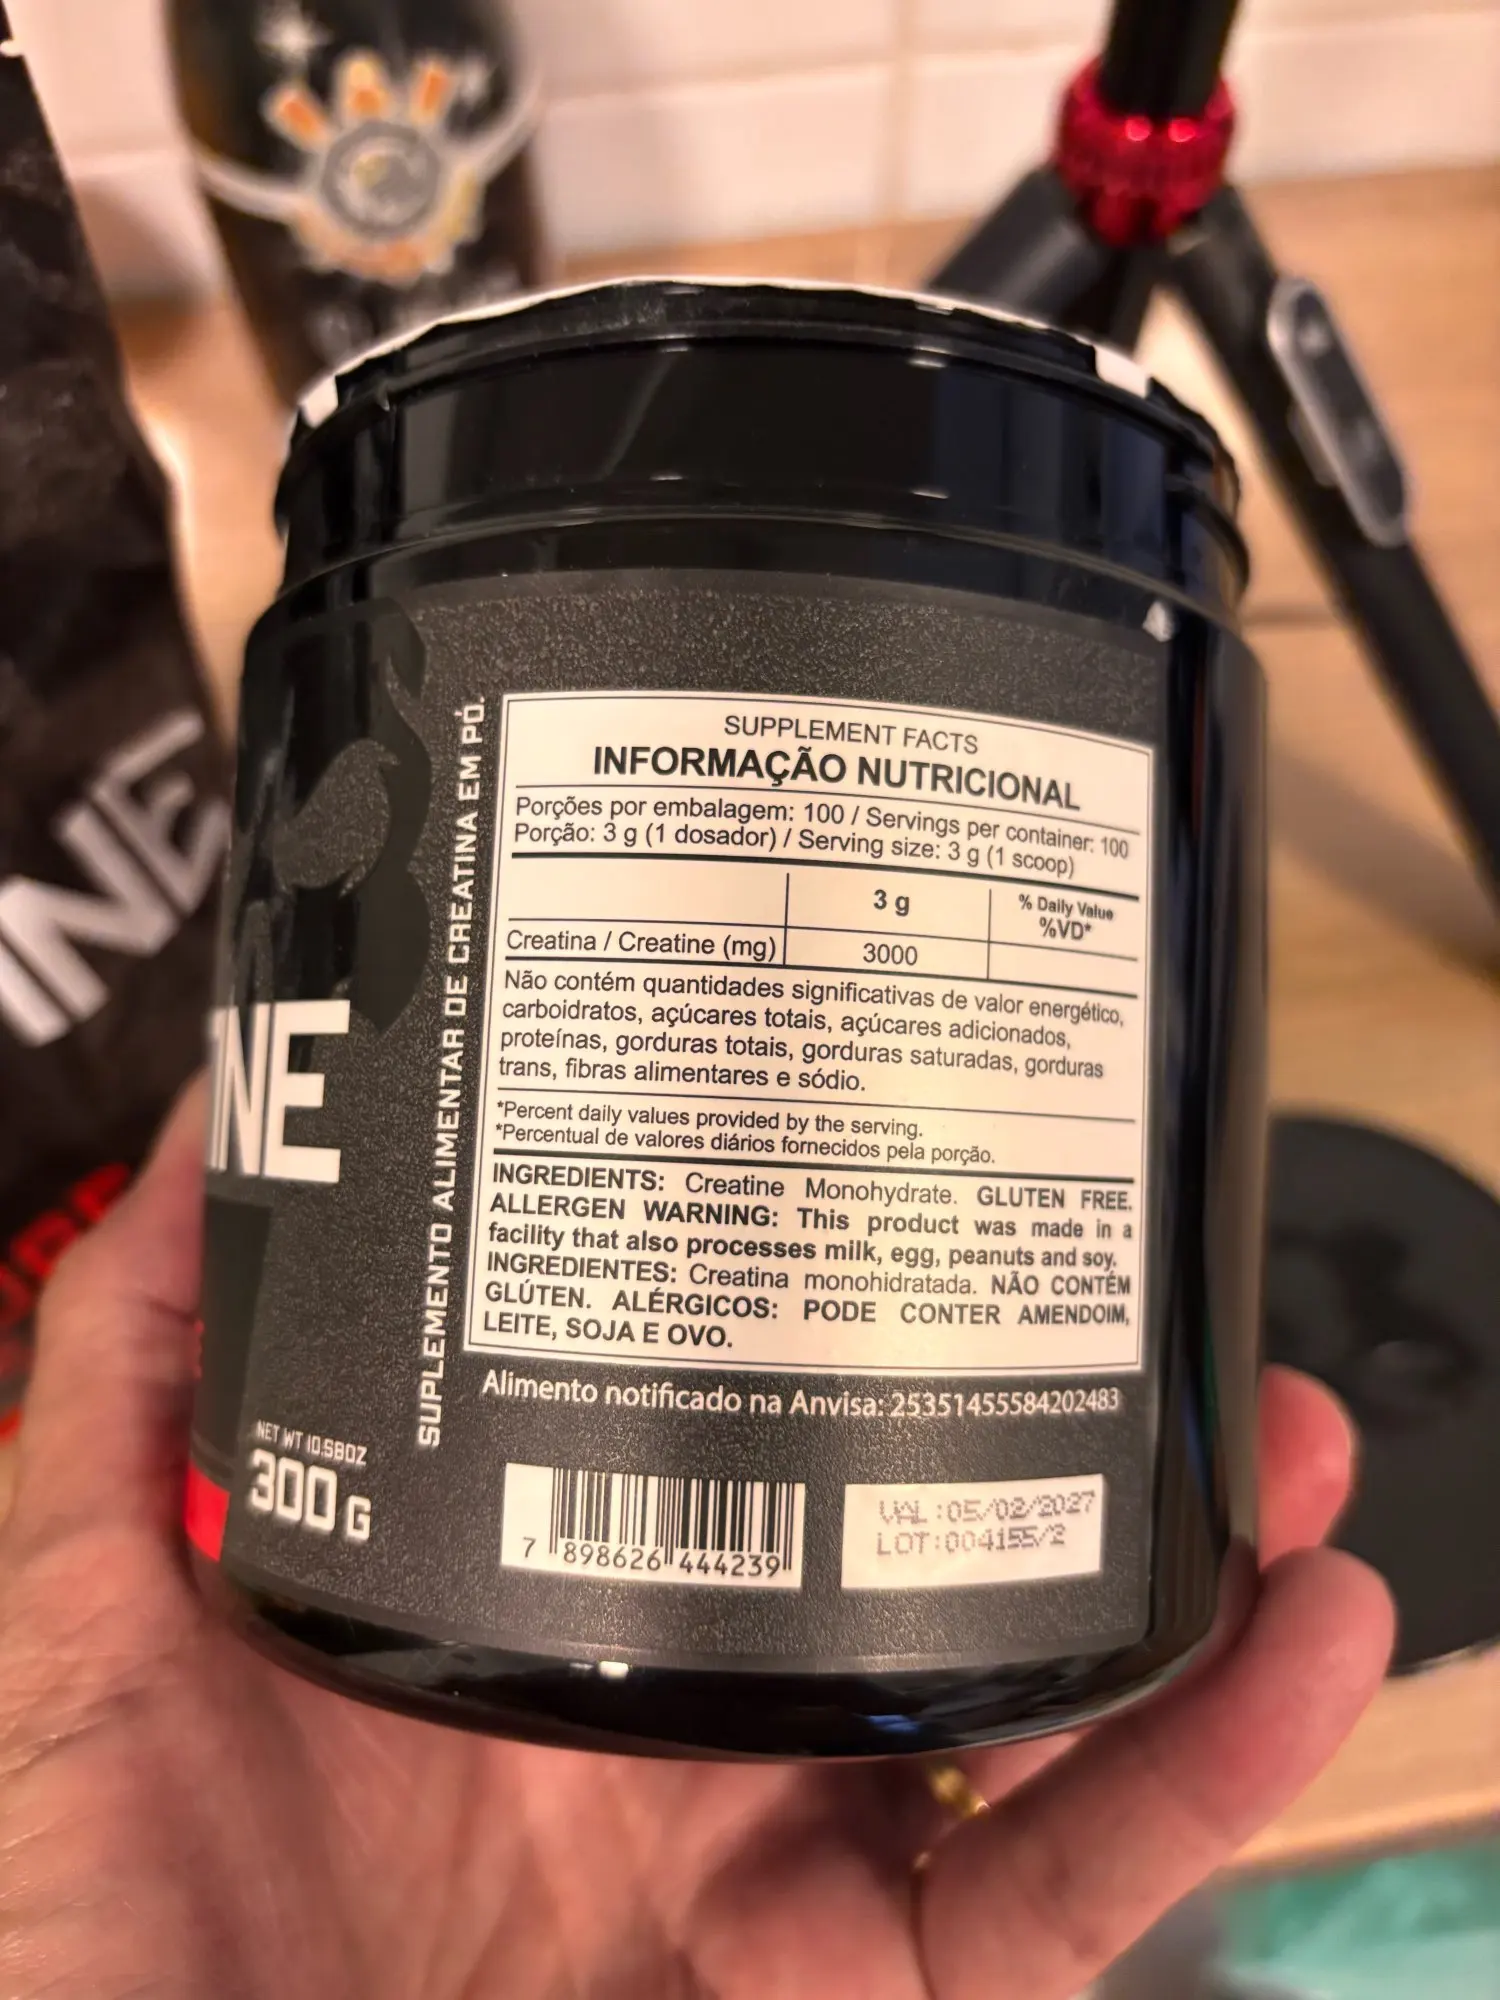 INE
INE
NET WT 10.58OZ
300 G
SUPLEMENTO ALIMENTAR DE CREATINA EM PÓ.
SUPPLEMENT FACTS
INFORMAÇÃO NUTRICIONAL
Porções por embalagem: 100 / Servings per container: 100
Porção: 3 g (1 dosador) / Serving size: 3 g (1 scoop)
3 g
% Daily Value
%VD*
Creatina / Creatine (mg) 3000
Não contém quantidades significativas de valor energético,
carboidratos, açúcares totais, açúcares adicionados,
proteínas, gorduras totais, gorduras saturadas, gorduras
trans, fibras alimentares e sódio.
*Percent daily values provided by the serving.
*Percentual de valores diários fornecidos pela porção.
INGREDIENTS: Creatine Monohydrate. GLUTEN FREE.
ALLERGEN WARNING: This product was made in a
facility that also processes milk, egg, peanuts and soy.
INGREDIENTES: Creatina monohidratada. NÃO CONTÉM
GLÚTEN. ALÉRGICOS: PODE CONTER AMENDOIM,
LEITE, SOJA E OVO.
Alimento notificado na Anvisa: 25351455584202483
7 898626 444239
VAL:05/02/2027
LOT:004155/2